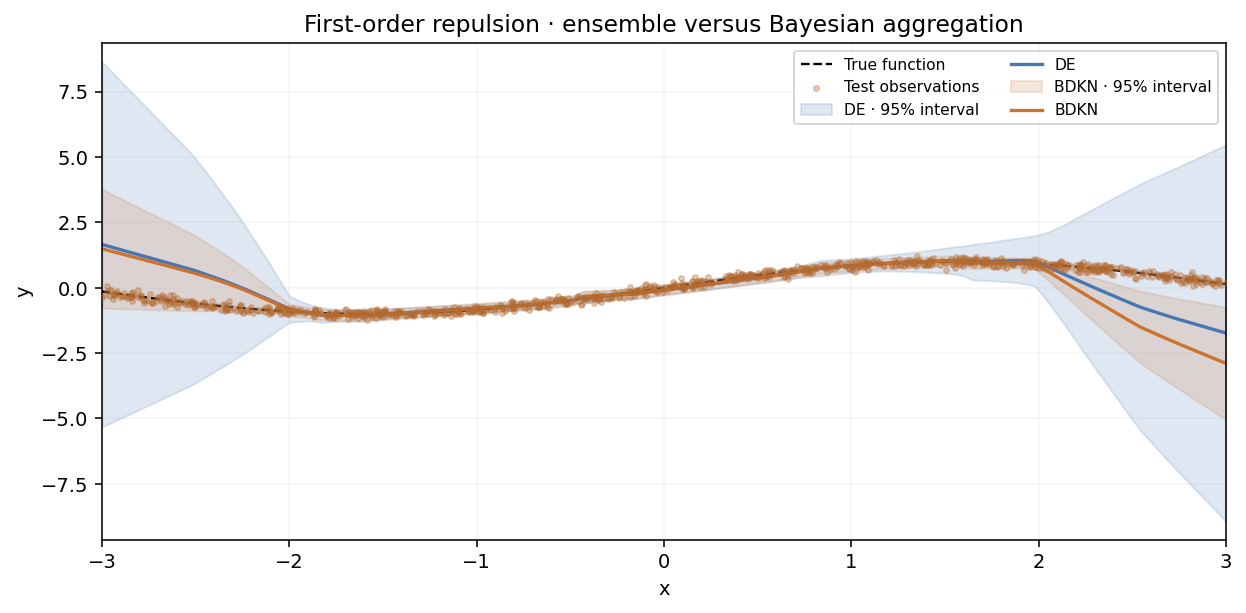 First-order repulsion · ensemble versus Bayesian aggregation
True function
Test observations
DE · 95% interval
DE
BDKN · 95% interval
BDKN
y
7.5
5.0
2.5
0.0
−2.5
−5.0
−7.5
−3 −2 −1 0 1 2 3
x